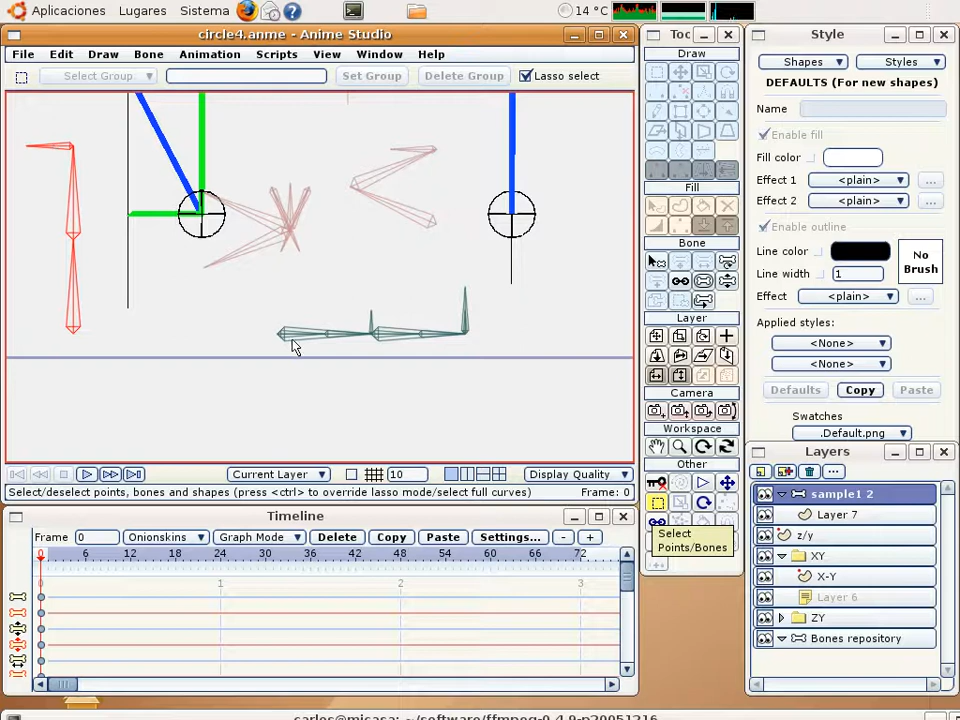 Aplicaciones Lugares Sistema 14 °C
circle4.anme - Anime Studio
File Edit Draw Bone Animation Scripts View Window Help
Select Group Set Group Delete Group Lasso select
Current Layer 10 Display Quality
Select/deselect points, bones and shapes (press <ctrl> to override lasso mode/select full curves) Frame: 0
Timeline
Frame 0 Onionskins Graph Mode Delete Copy Paste Settings... - +
0 6 12 18 24 30 36 42 48 54 60 66 72
0 1 2 3
Draw
Fill
Bone
Layer
Camera
Workspace
Other
Select
Points/Bones
Style
Shapes Styles
DEFAULTS (For new shapes)
Name
Enable fill
Fill color
Effect 1 <plain> ...
Effect 2 <plain> ...
Enable outline
Line color
No
Brush
Line width 1
Effect <plain> ...
Applied styles:
<None>
<None>
Defaults Copy Paste
Swatches
.Default.png
Layers
sample1 2
Layer 7
z/y
XY
X-Y
Layer 6
ZY
Bones repository